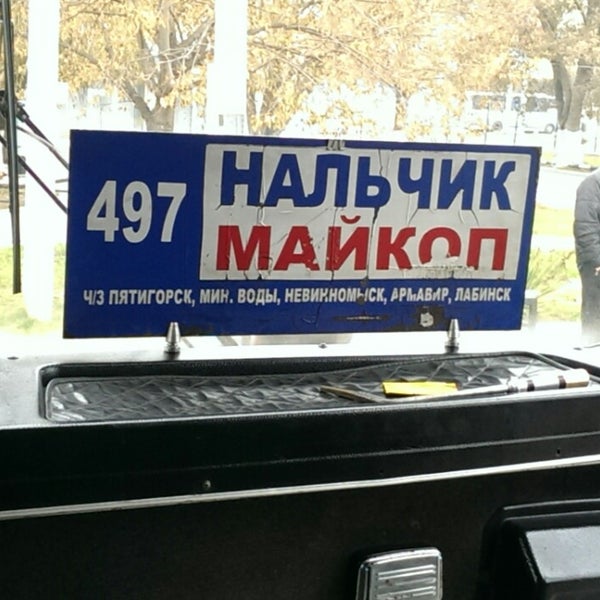 497
НАЛЬЧИК
МАЙКОП
Ч/З ПЯТИГОРСК, МИН. ВОДЫ, НЕВИННОМЫСК, АРМАВИР, ЛАБИНСК